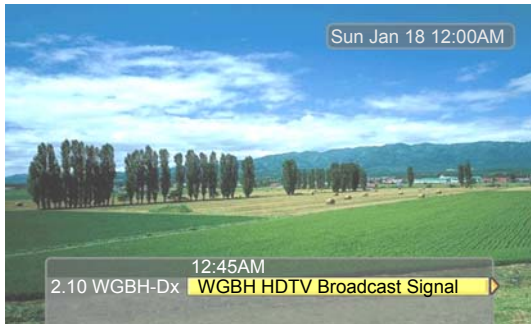 Sun Jan 18 12:00AM
12:45AM
2.10 WGBH-Dx WGBH HDTV Broadcast Signal